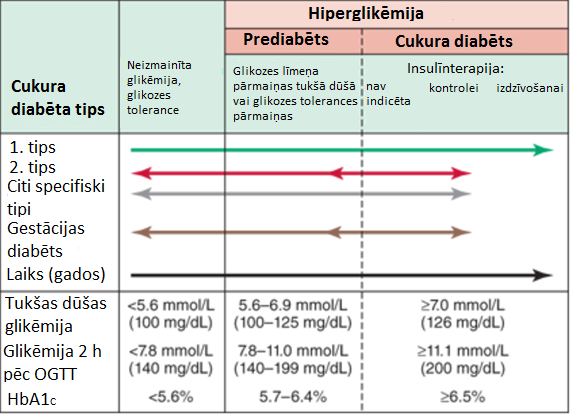 Hiperglikēmija
Prediabēts
Cukura diabēts
Cukura
diabēta tips
Neizmainīta
glikēmija,
glikozes
tolerance
Glikozes līmeņa
pārmaiņas tukšā dūšā
vai glikozes tolerances
pārmaiņas
Insulīnterapija:
nav
indicēta
kontrolei
izdzīvošanai
1. tips
2. tips
Citi specifiski
tipi
Gestācijas
diabēts
Laiks (gados)
Tukšas dūšas
glikēmija
<5.6 mmol/L
(100 mg/dL)
5.6–6.9 mmol/L
(100–125 mg/dL)
≥7.0 mmol/L
(126 mg/dL)
Glikēmija 2 h
pēc OGTT
<7.8 mmol/L
(140 mg/dL)
7.8–11.0 mmol/L
(140–199 mg/dL)
≥11.1 mmol/L
(200 mg/dL)
HbA1c
<5.6%
5.7–6.4%
≥6.5%